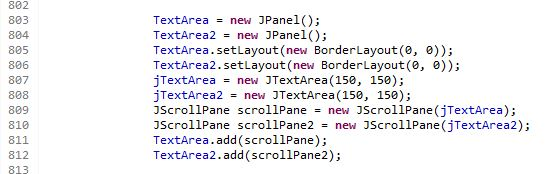 802
803 TextArea = new JPanel();
804 TextArea2 = new JPanel();
805 TextArea.setLayout(new BorderLayout(0, 0));
806 TextArea2.setLayout(new BorderLayout(0, 0));
807 jTextArea = new JTextArea(150, 150);
808 jTextArea2 = new JTextArea(150, 150);
809 JScrollPane scrollPane = new JScrollPane(jTextArea);
810 JScrollPane scrollPane2 = new JScrollPane(jTextArea2);
811 TextArea.add(scrollPane);
812 TextArea2.add(scrollPane2);
813